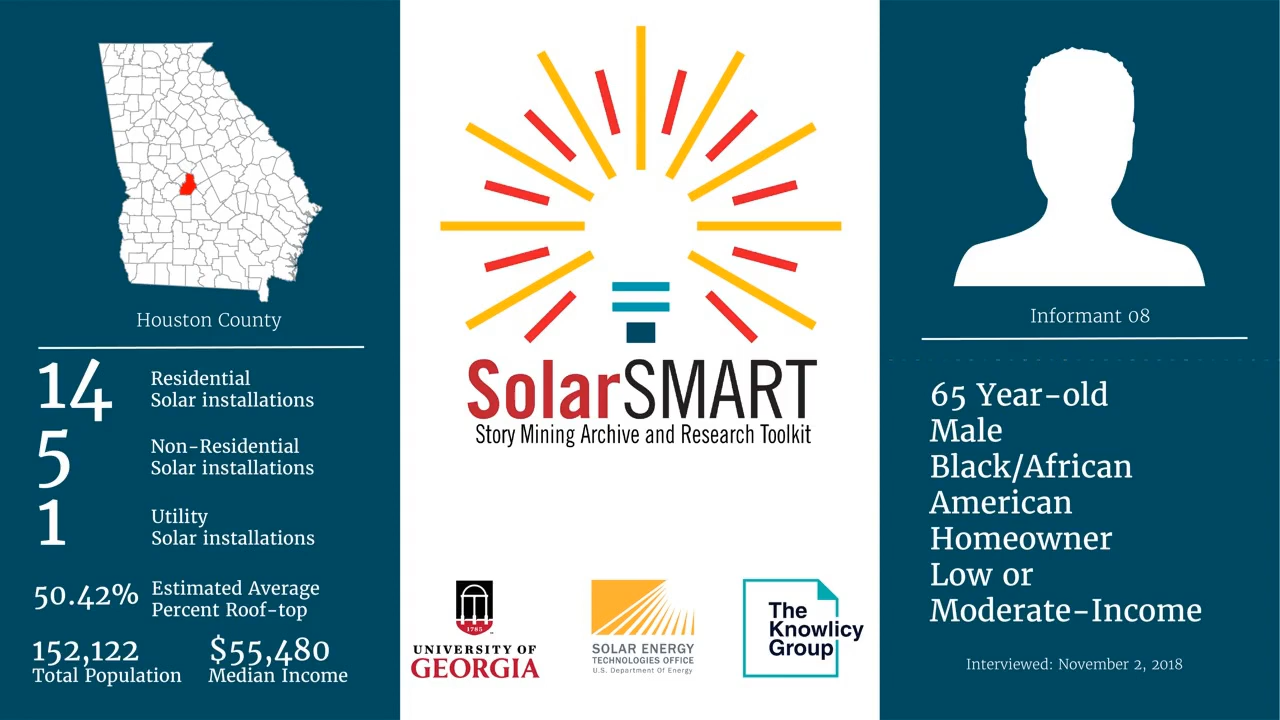 Houston County
14 Residential
Solar installations
5 Non-Residential
Solar installations
1 Utility
Solar installations
50.42% Estimated Average
Percent Roof-top
152,122
Total Population
$55,480
Median Income
SolarSMART
Story Mining Archive and Research Toolkit
1785
UNIVERSITY OF
GEORGIA
SOLAR ENERGY
TECHNOLOGIES OFFICE
U.S. Department Of Energy
The
Knowlicy
Group
Informant 08
65 Year-old
Male
Black/African
American
Homeowner
Low or
Moderate-Income
Interviewed: November 2, 2018